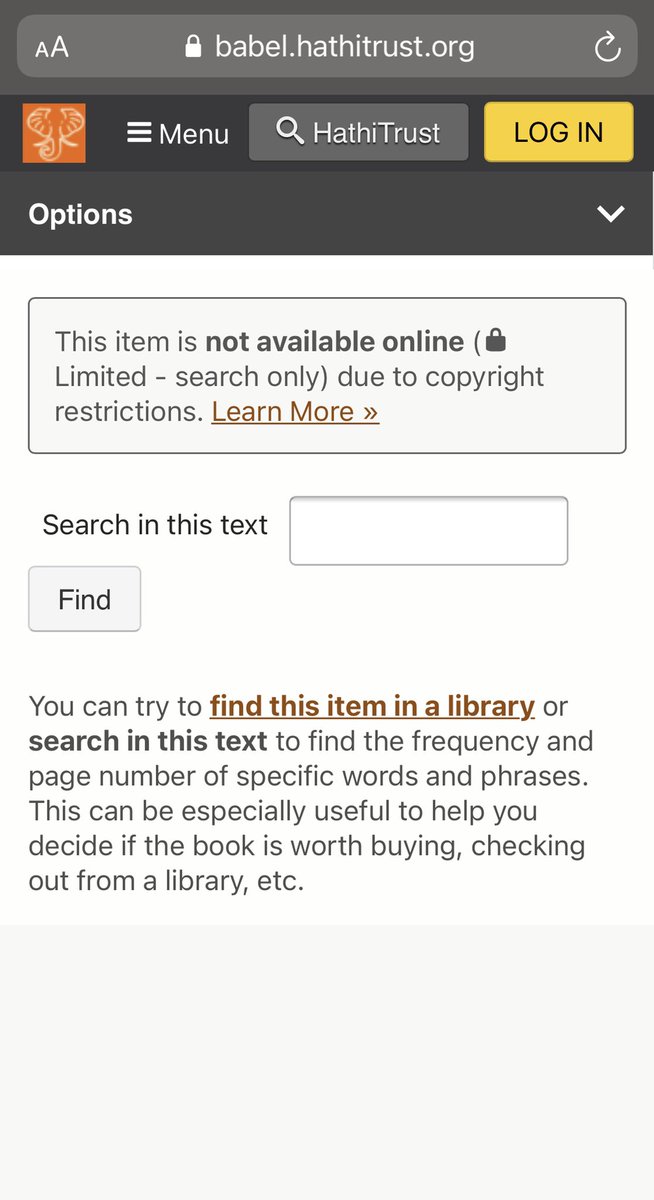 AA babel.hathitrust.org
Menu HathiTrust LOG IN
Options
This item is not available online (
Limited - search only) due to copyright
restrictions. Learn More »
Search in this text
Find
You can try to find this item in a library or
search in this text to find the frequency and
page number of specific words and phrases.
This can be especially useful to help you
decide if the book is worth buying, checking
out from a library, etc.